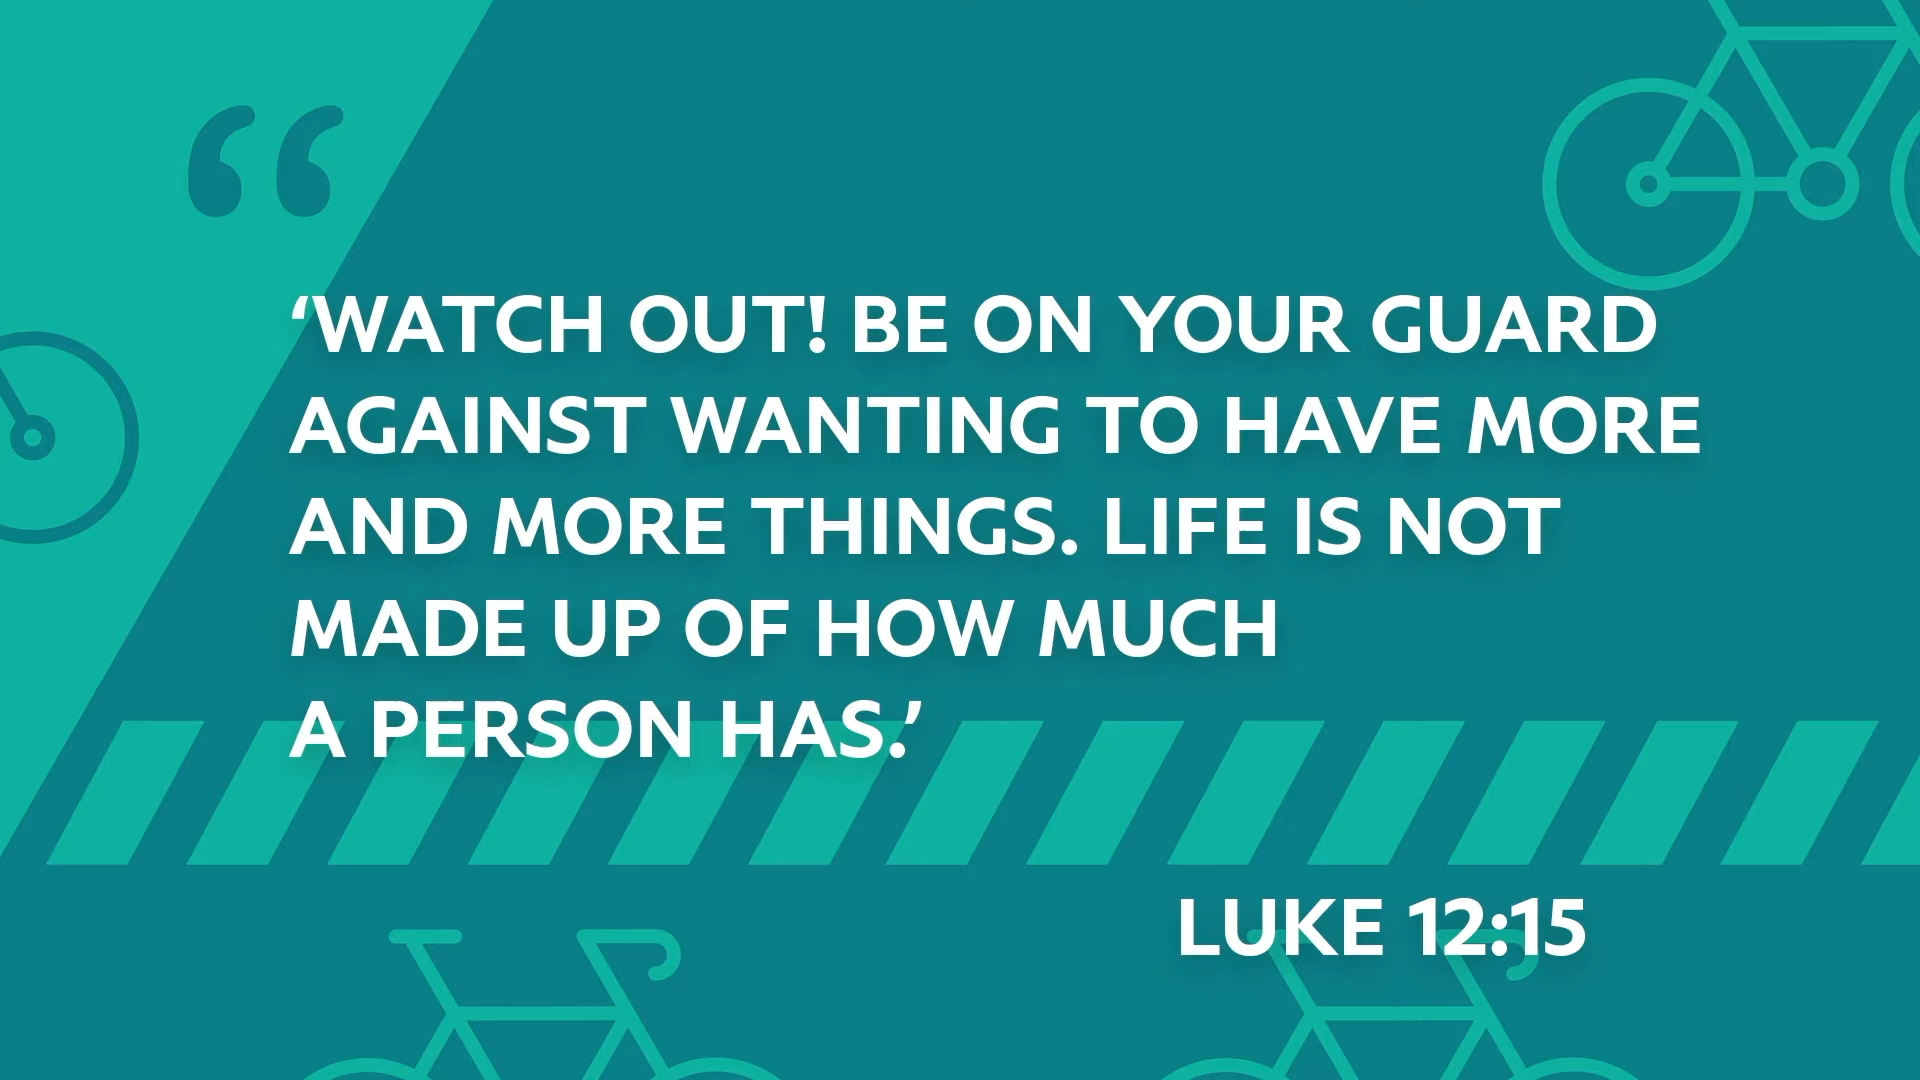 “
‘WATCH OUT! BE ON YOUR GUARD
AGAINST WANTING TO HAVE MORE
AND MORE THINGS. LIFE IS NOT
MADE UP OF HOW MUCH
A PERSON HAS.’
LUKE 12:15